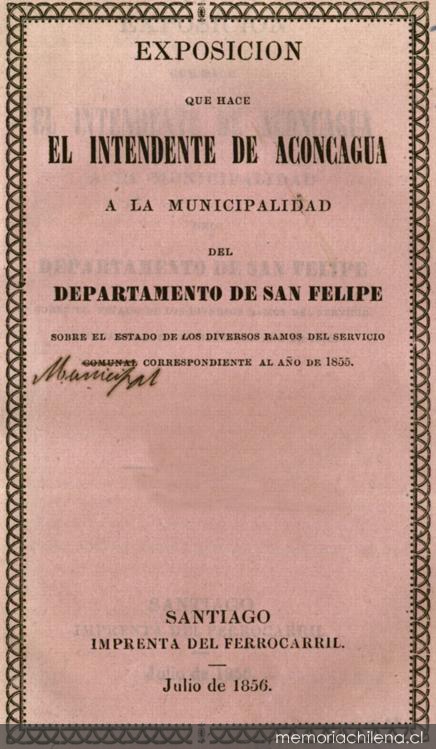 EXPOSICION
QUE HACE
EL INTENDENTE DE ACONCAGUA
A LA MUNICIPALIDAD
DEL
DEPARTAMENTO DE SAN FELIPE
SOBRE EL ESTADO DE LOS DIVERSOS RAMOS DEL SERVICIO
COMUNAL CORRESPONDIENTE AL AÑO DE 1855.
Municipal
SANTIAGO
IMPRENTA DEL FERROCARRIL.
Julio de 1856.
memoriachilena.cl